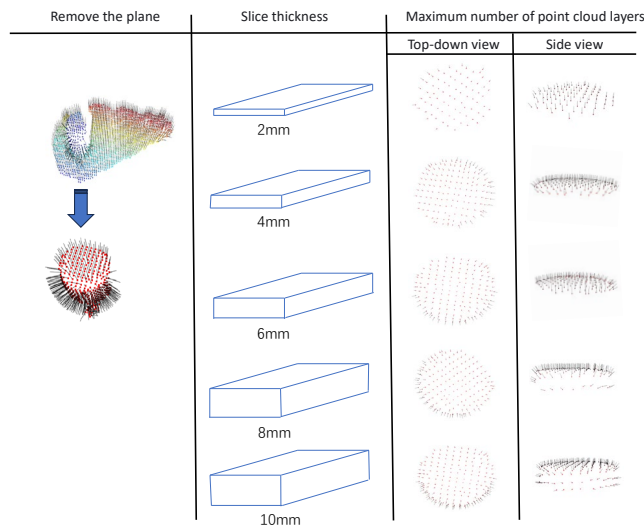 Remove the plane
Slice thickness
Maximum number of point cloud layers
Top-down view
Side view
2mm
4mm
6mm
8mm
10mm